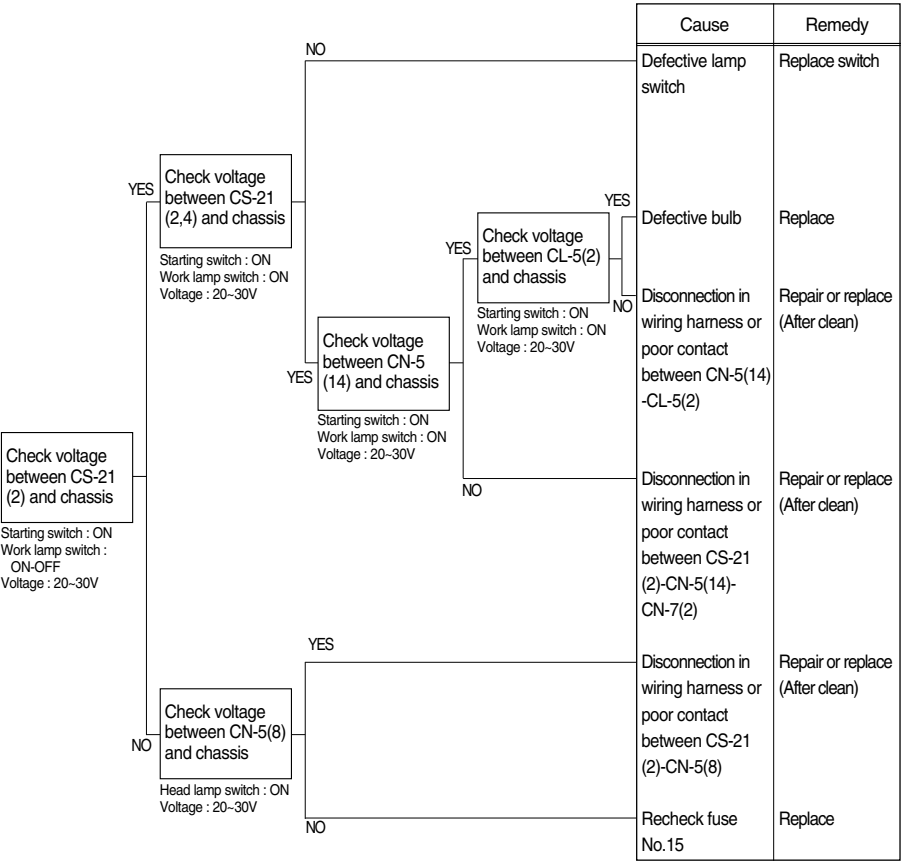 Cause
Remedy
NO
Defective lamp
switch
Replace switch
YES
Check voltage
between CS-21
(2,4) and chassis
Starting switch : ON
Work lamp switch : ON
Voltage : 20~30V
YES
Check voltage
between CL-5(2)
and chassis
Starting switch : ON
Work lamp switch : ON
Voltage : 20~30V
YES
Defective bulb
Replace
NO
Disconnection in
wiring harness or
poor contact
between CN-5(14)
-CL-5(2)
Repair or replace
(After clean)
YES
Check voltage
between CN-5
(14) and chassis
Starting switch : ON
Work lamp switch : ON
Voltage : 20~30V
NO
Disconnection in
wiring harness or
poor contact
between CS-21
(2)-CN-5(14)-
CN-7(2)
Repair or replace
(After clean)
Check voltage
between CS-21
(2) and chassis
Starting switch : ON
Work lamp switch :
ON-OFF
Voltage : 20~30V
YES
Disconnection in
wiring harness or
poor contact
between CS-21
(2)-CN-5(8)
Repair or replace
(After clean)
NO
Check voltage
between CN-5(8)
and chassis
Head lamp switch : ON
Voltage : 20~30V
NO
Recheck fuse
No.15
Replace